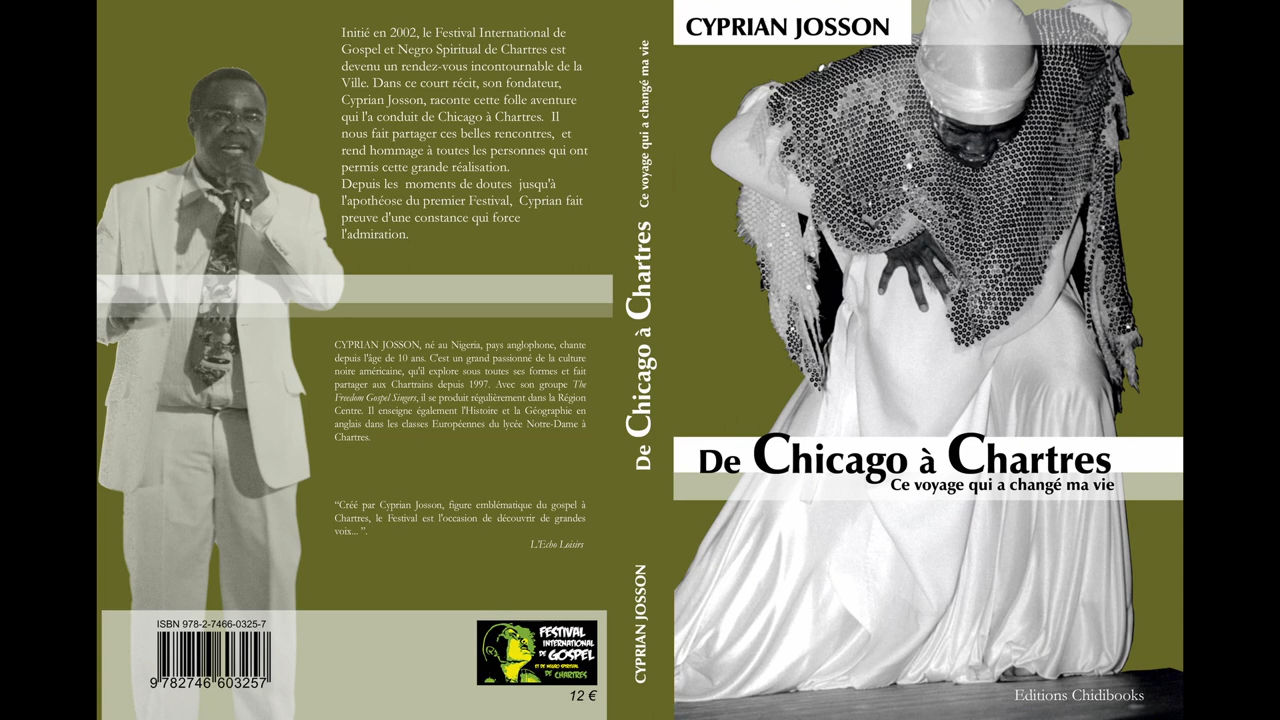 Initié en 2002, le Festival International de
Gospel et Negro Spiritual de Chartres est
devenu un rendez-vous incontournable de la
Ville. Dans ce court récit, son fondateur,
Cyprian Josson, raconte cette folle aventure
qui l'a conduit de Chicago à Chartres. Il
nous fait partager ces belles rencontres, et
rend hommage à toutes les personnes qui ont
permis cette grande réalisation.
Depuis les moments de doutes jusqu'à
l'apothéose du premier Festival, Cyprian fait
preuve d'une constance qui force
l'admiration.
CYPRIAN JOSSON, né au Nigeria, pays anglophone, chante
depuis l'âge de 10 ans. C'est un grand passionné de la culture
noire américaine, qu'il explore sous toutes ses formes et fait
partager aux Chartrains depuis 1997. Avec son groupe The
Freedom Gospel Singers, il se produit régulièrement dans la Région
Centre. Il enseigne également l'Histoire et la Géographie en
anglais dans les classes Européennes du lycée Notre-Dame à
Chartres.
“Créé par Cyprian Josson, figure emblématique du gospel à
Chartres, le Festival est l'occasion de découvrir de grandes
voix... ”.
L'Echo Loisirs
ISBN 978-2-7466-0325-7
9 782746 603257
FESTIVAL
INTERNATIONAL
DE GOSPEL
ET DE NEGRO SPIRITUAL
DE CHARTRES
12 €
CYPRIAN JOSSON
De Chicago à Chartres
Ce voyage qui a changé ma vie
CYPRIAN JOSSON
De Chicago à Chartres
Ce voyage qui a changé ma vie
Editions Chidibooks